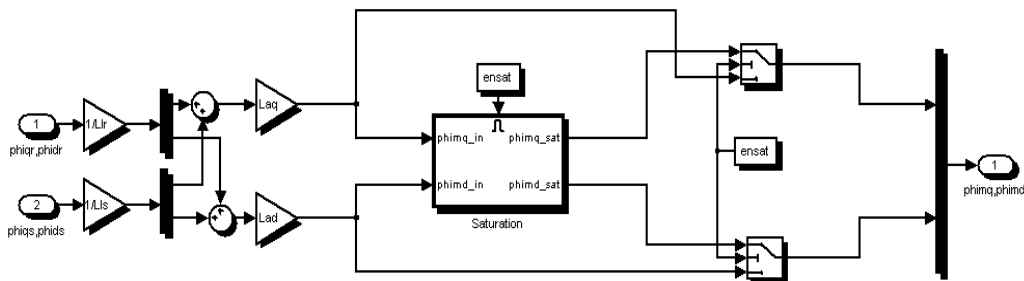 ensat
Laq
1
1/Llr
phiqr,phidr
phimq_in
phimq_sat
ensat
1
phimq,phimd
phimd_in
phimd_sat
2
1/Lls
phiqs,phids
Lad
Saturation